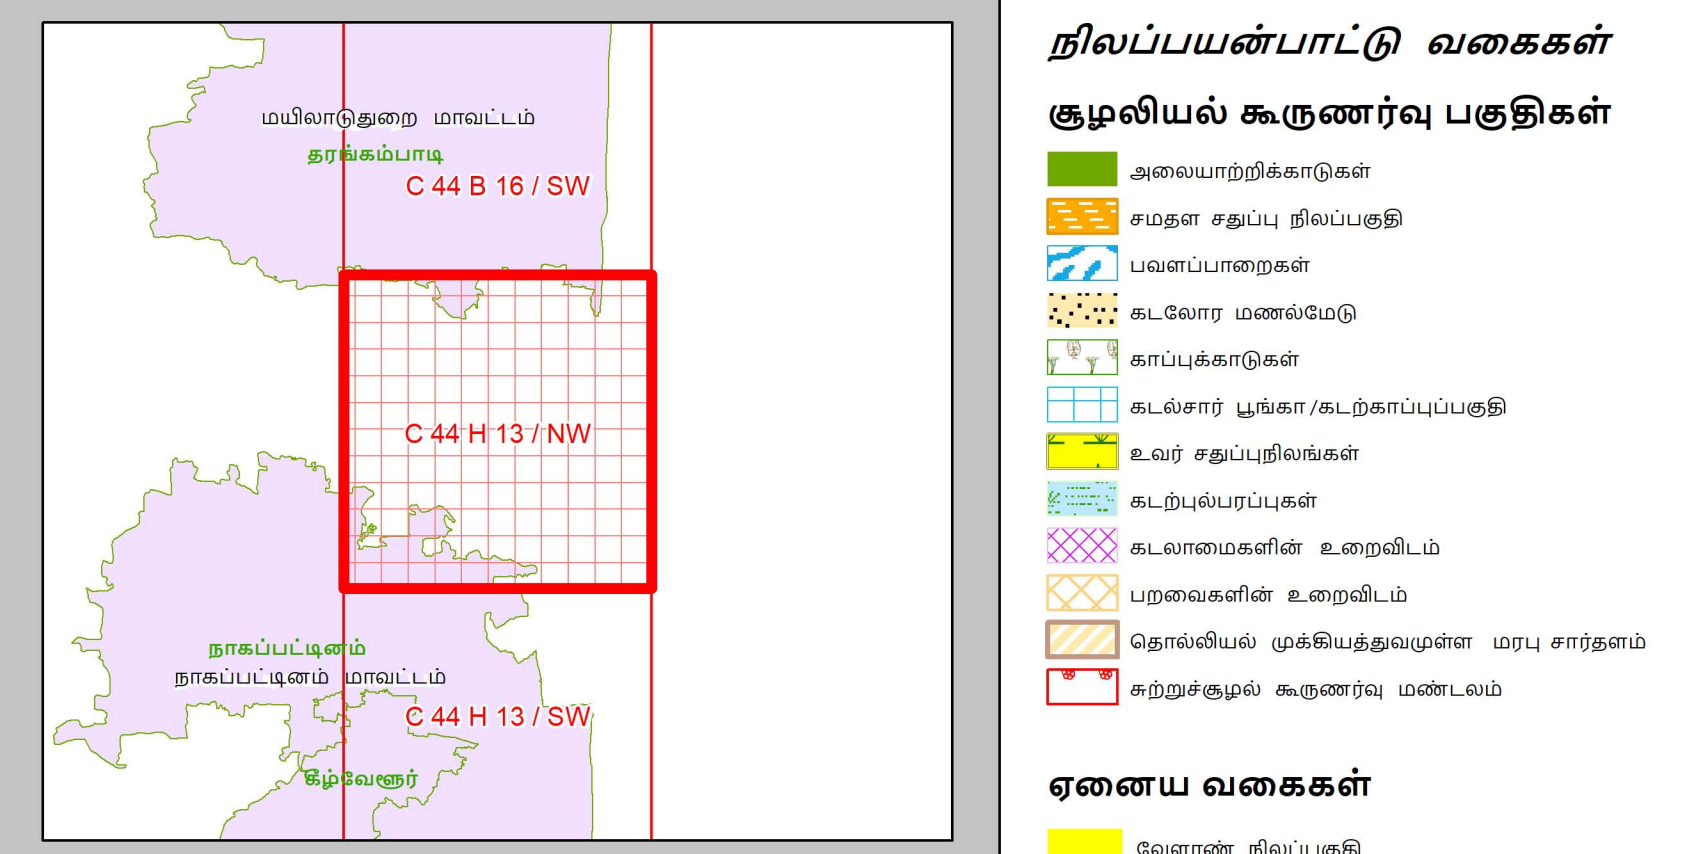 மயிலாடுதுறை மாவட்டம்
தரங்கம்பாடி
C 44 B 16 / SW
C 44 H 13 / NW
நாகப்பட்டினம்
நாகப்பட்டினம் மாவட்டம்
C 44 H 13 / SW
கீழ்வேளூர்
நிலப்பயன்பாட்டு வகைகள்
சூழலியல் கூருணர்வு பகுதிகள்
அலையாற்றிக்காடுகள்
சமதள சதுப்பு நிலப்பகுதி
பவளப்பாறைகள்
கடலோர மணல்மேடு
காப்புக்காடுகள்
கடல்சார் பூங்கா /கடற்காப்புப்பகுதி
உவர் சதுப்புநிலங்கள்
கடற்புல்பரப்புகள்
கடலாமைகளின் உறைவிடம்
பறவைகளின் உறைவிடம்
தொல்லியல் முக்கியத்துவமுள்ள மரபு சார்தளம்
சுற்றுச்சூழல் கூருணர்வு மண்டலம்
ஏனைய வகைகள்
வேளாண் நிலப்பகுதி